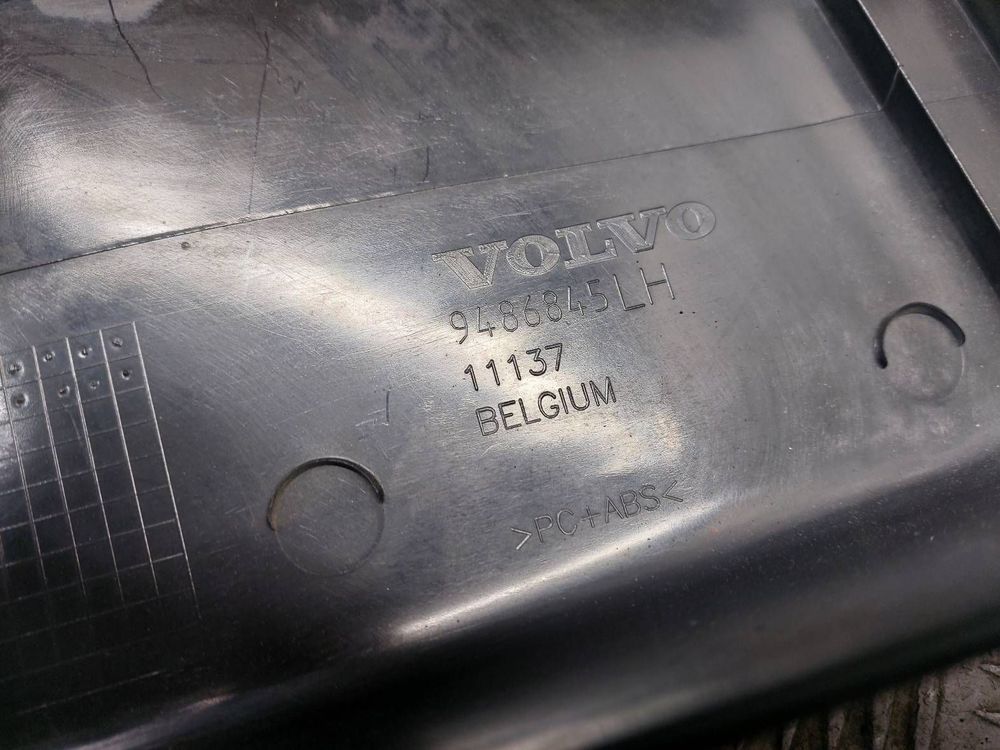 VOLVO
9486845LH
11137
BELGIUM
>PC+ABS<